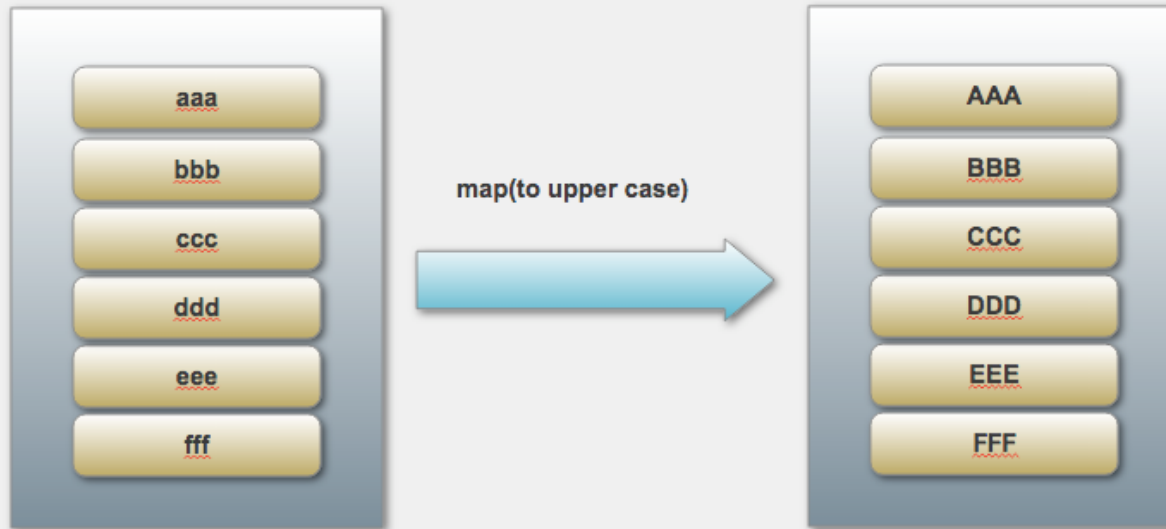 aaa
bbb
ccc
ddd
eee
fff
map(to upper case)
AAA
BBB
CCC
DDD
EEE
FFF